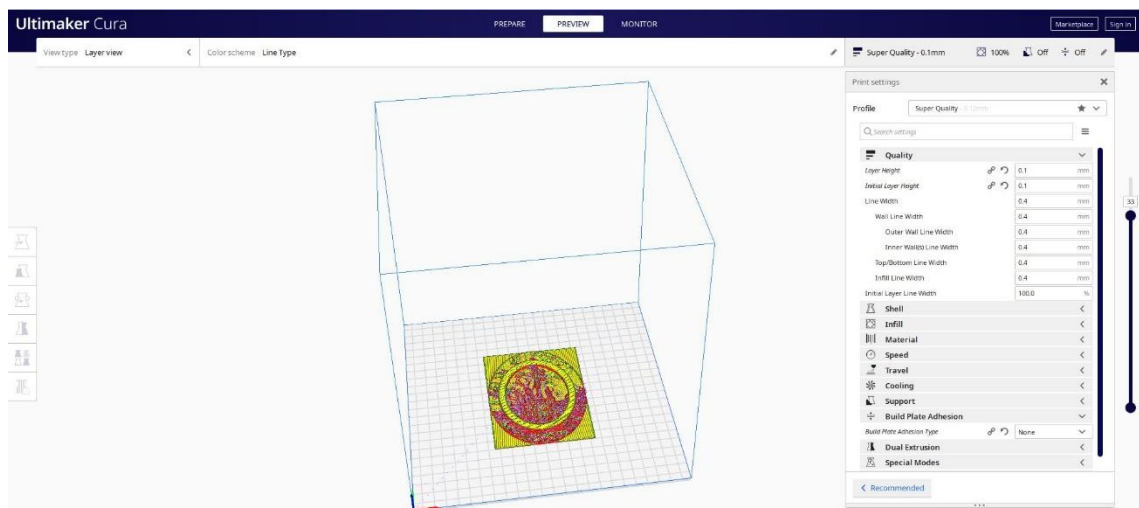 Ultimaker Cura
PREPARE PREVIEW MONITOR
Marketplace Sign in
View type Layer view
Color scheme Line Type
Super Quality - 0.1mm 100% Off Off
Print settings
Profile Super Quality - 0.12mm
Search settings
Quality
Layer Height 0.1 mm
Initial Layer Height 0.1 mm
Line Width 0.4 mm
Wall Line Width 0.4 mm
Outer Wall Line Width 0.4 mm
Inner Wall(s) Line Width 0.4 mm
Top/Bottom Line Width 0.4 mm
Infill Line Width 0.4 mm
Initial Layer Line Width 100.0 %
Shell
Infill
Material
Speed
Travel
Cooling
Support
Build Plate Adhesion
Build Plate Adhesion Type None
Dual Extrusion
Special Modes
Recommended
33